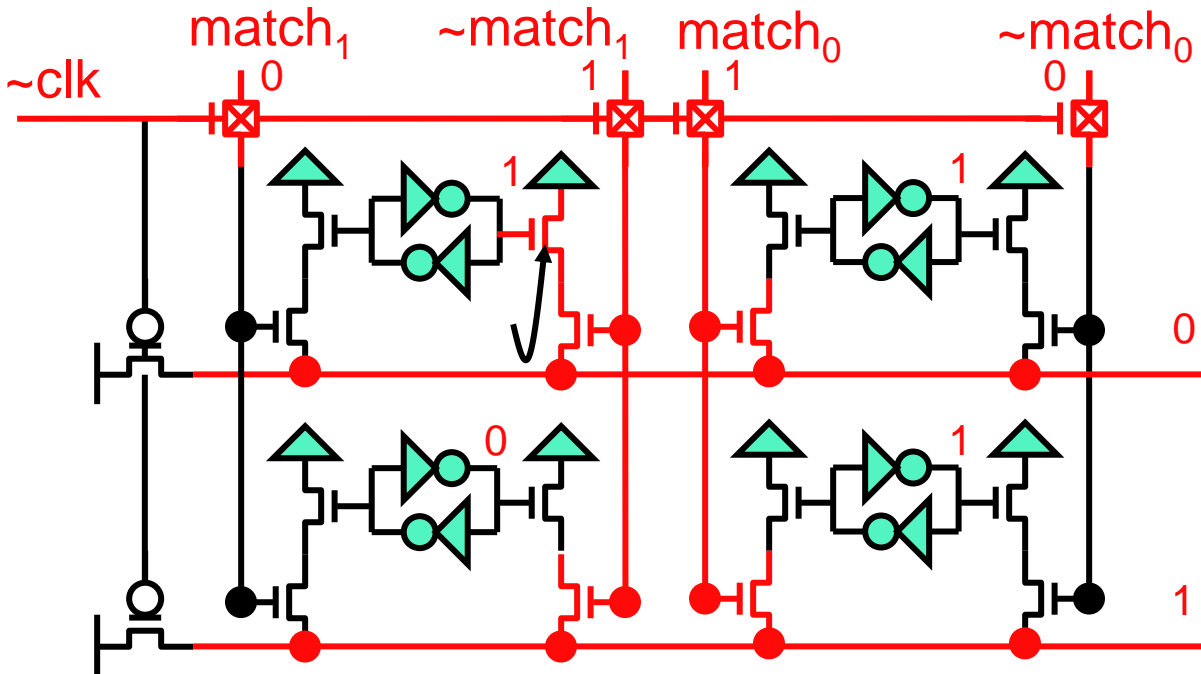 match₁ ~match₁ match₀ ~match₀
~clk 0 1 1 0
1 1
0
0 1
1